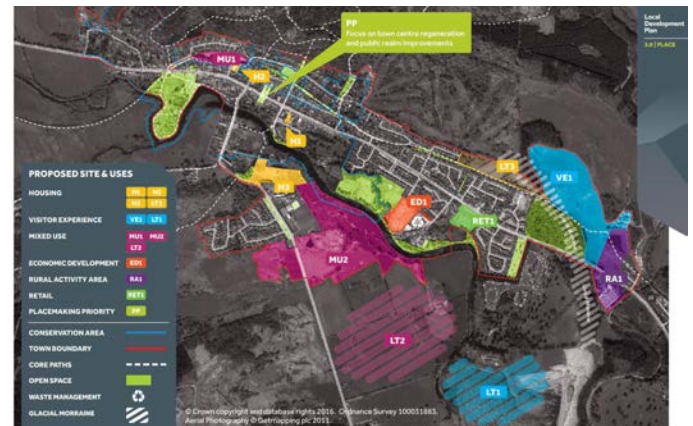 PP
Focus on town centre regeneration
and public realm improvements
Local
Development
Plan
3.0 | PLACE
MU1
H2
H1
H3
ED1
RET1
LT3
VE1
RA1
MU2
LT2
LT1
PROPOSED SITE & USES
HOUSING
H1 H3
H2 LT3
VISITOR EXPERIENCE VE1 LT1
MIXED USE MU1 MU2
LT2
ECONOMIC DEVELOPMENT ED1
RURAL ACTIVITY AREA RA1
RETAIL RET1
PLACEMAKING PRIORITY PP
CONSERVATION AREA
TOWN BOUNDARY
CORE PATHS
OPEN SPACE
WASTE MANAGEMENT
GLACIAL MORRAINE
© Crown copyright and database rights 2016. Ordnance Survey 100031883.
Aerial Photography © Getmapping plc 2011.